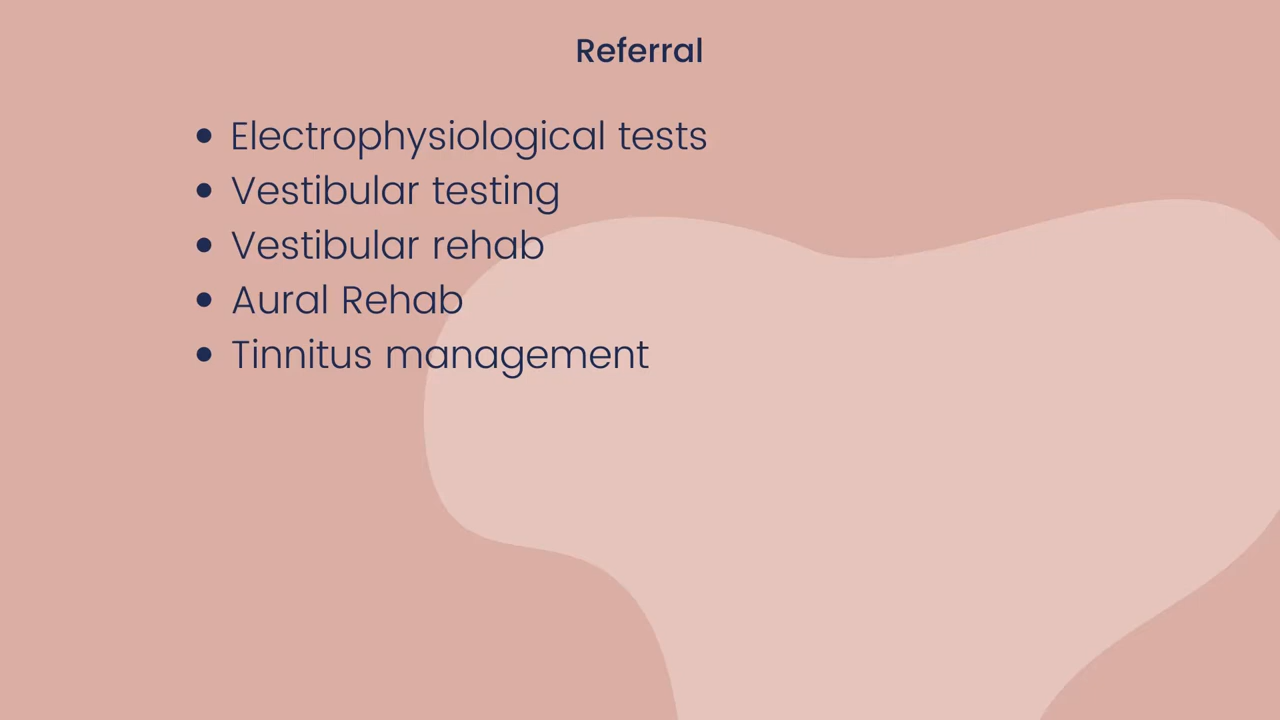 Referral
• Electrophysiological tests
• Vestibular testing
• Vestibular rehab
• Aural Rehab
• Tinnitus management